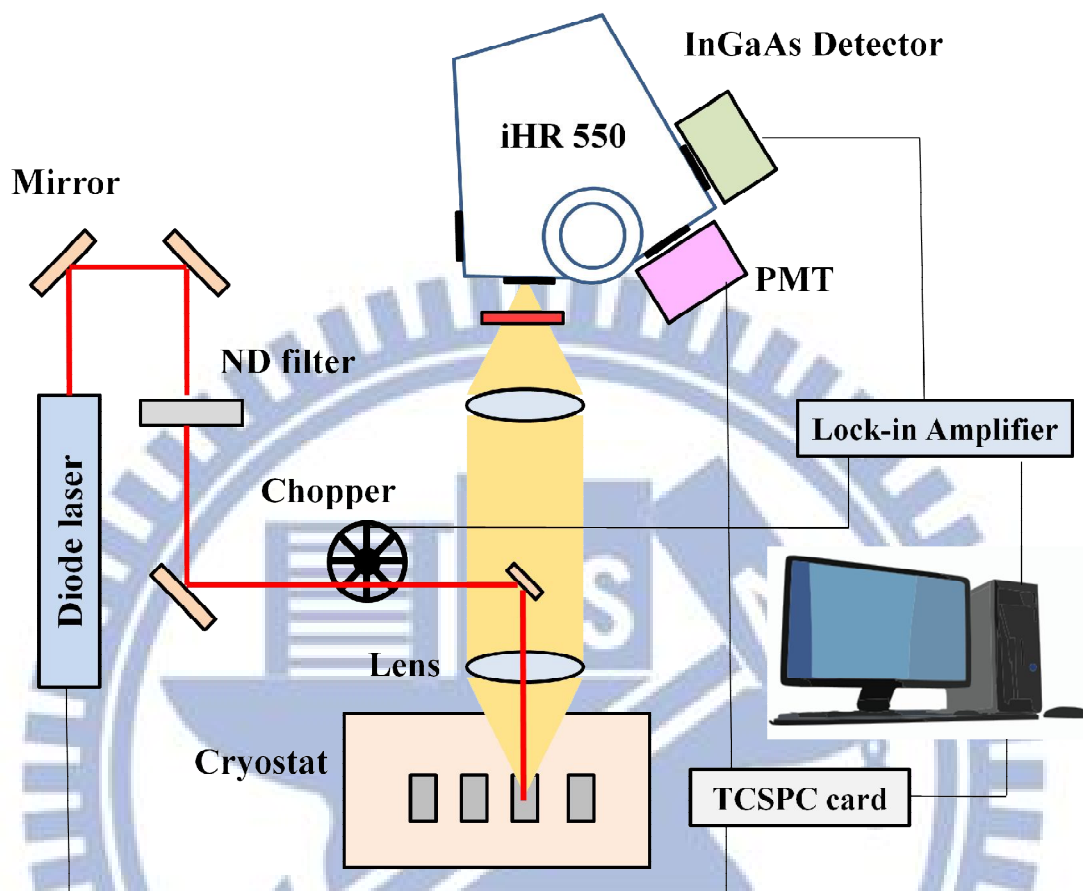 InGaAs Detector
iHR 550
Mirror
PMT
ND filter
Lock-in Amplifier
Chopper
Diode laser
Lens
Cryostat
TCSPC card